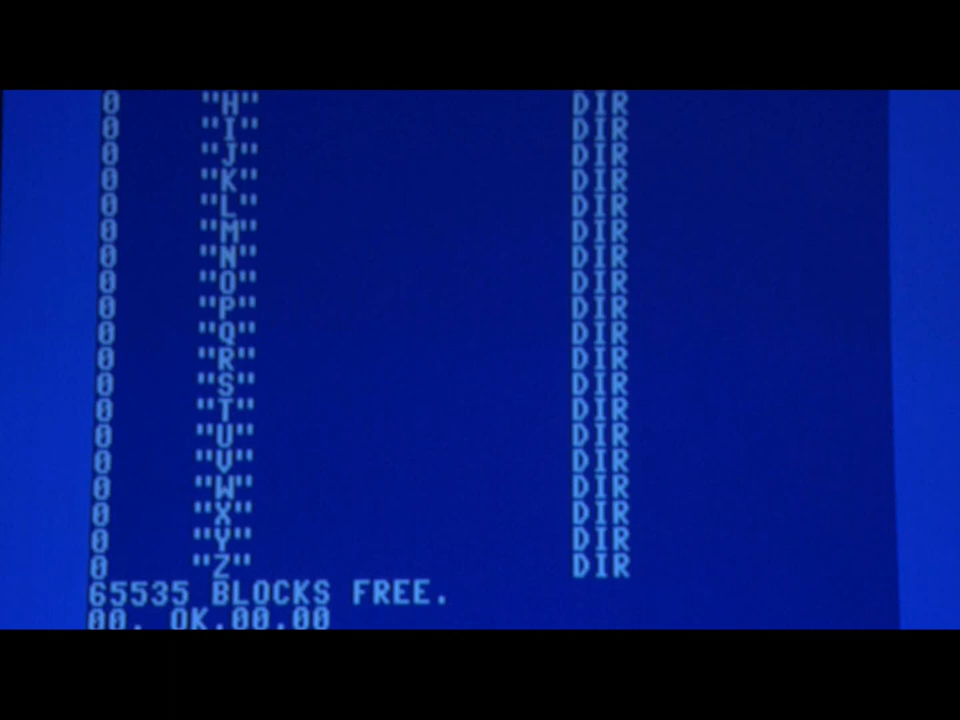 0 "H" DIR
0 "I" DIR
0 "J" DIR
0 "K" DIR
0 "L" DIR
0 "M" DIR
0 "N" DIR
0 "O" DIR
0 "P" DIR
0 "Q" DIR
0 "R" DIR
0 "S" DIR
0 "T" DIR
0 "U" DIR
0 "V" DIR
0 "W" DIR
0 "X" DIR
0 "Y" DIR
0 "Z" DIR
65535 BLOCKS FREE.
00, OK,00,00